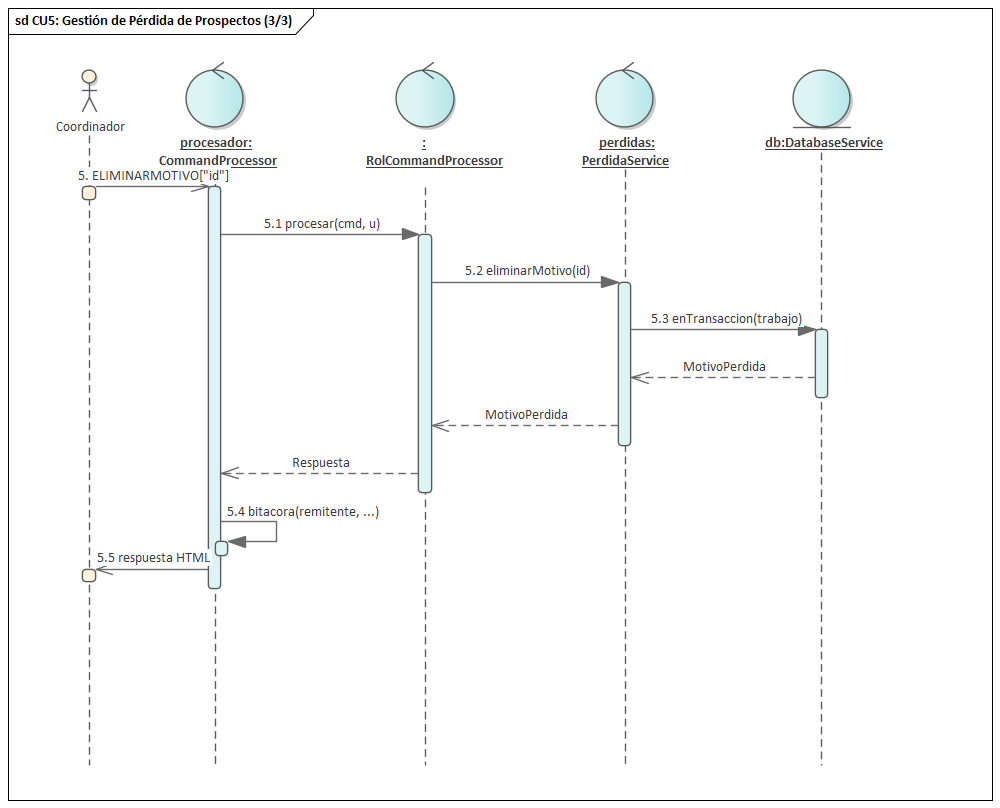 sd CU5: Gestión de Pérdida de Prospectos (3/3)
Coordinador
procesador:
CommandProcessor
:
RolCommandProcessor
perdidas:
PerdidaService
db:DatabaseService
5. ELIMINARMOTIVO["id"]
5.1 procesar(cmd, u)
5.2 eliminarMotivo(id)
5.3 enTransaccion(trabajo)
MotivoPerdida
MotivoPerdida
Respuesta
5.4 bitacora(remitente, ...)
5.5 respuesta HTML